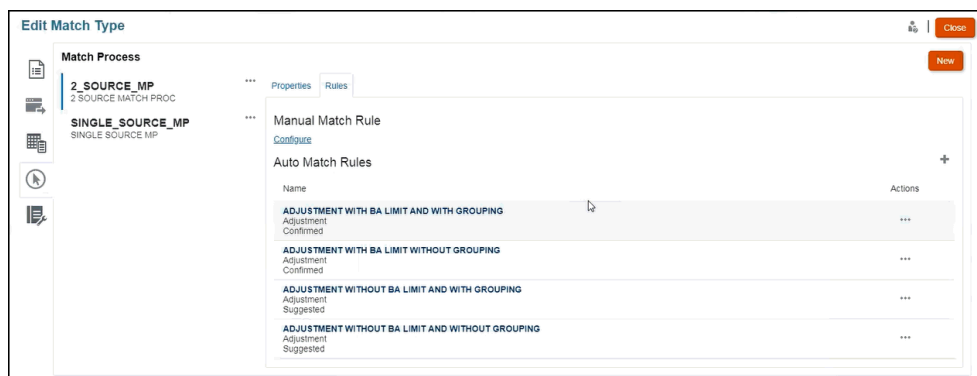 Edit Match Type
Close
Match Process
New
2_SOURCE_MP
2 SOURCE MATCH PROC
SINGLE_SOURCE_MP
SINGLE SOURCE MP
Properties Rules
Manual Match Rule
Configure
Auto Match Rules
Name Actions
ADJUSTMENT WITH BA LIMIT AND WITH GROUPING
Adjustment
Confirmed
ADJUSTMENT WITH BA LIMIT WITHOUT GROUPING
Adjustment
Confirmed
ADJUSTMENT WITHOUT BA LIMIT AND WITH GROUPING
Adjustment
Suggested
ADJUSTMENT WITHOUT BA LIMIT AND WITHOUT GROUPING
Adjustment
Suggested